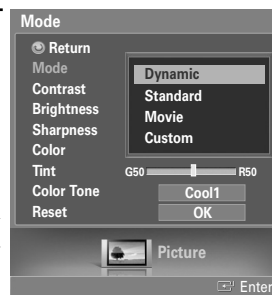 Mode
Return
Mode
Contrast
Brightness
Sharpness
Color
Tint G50 R50
Color Tone Cool1
Reset OK
Dynamic
Standard
Movie
Custom
Picture
Enter